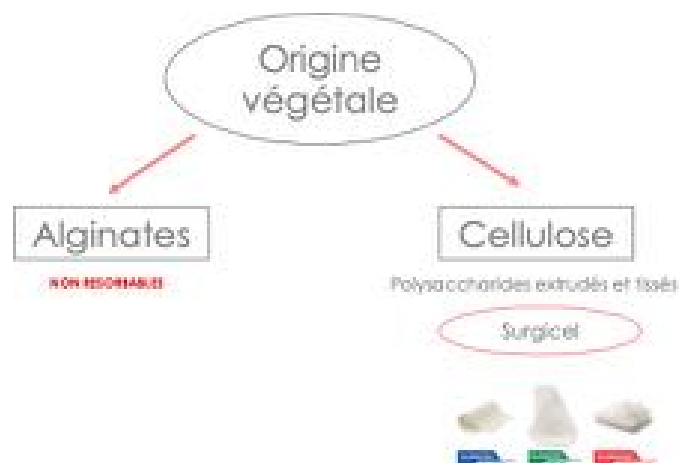 Origine
végétale
Alginates
Cellulose
NON RESORBABLES
Polysaccharides extrudés et tissés
Surgicel